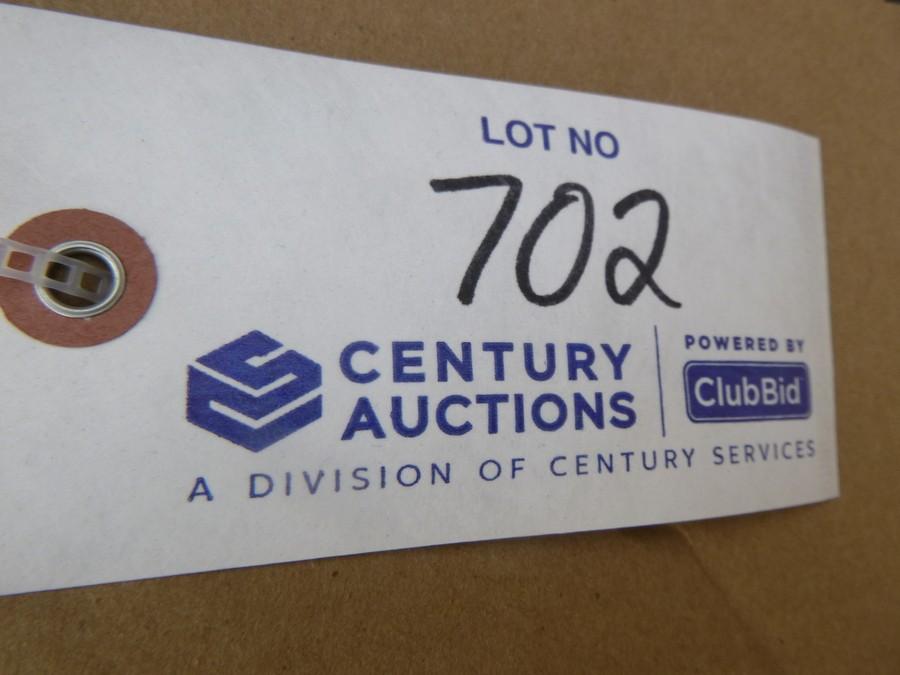 LOT NO
702
CENTURY
AUCTIONS
POWERED BY
ClubBid
A DIVISION OF CENTURY SERVICES